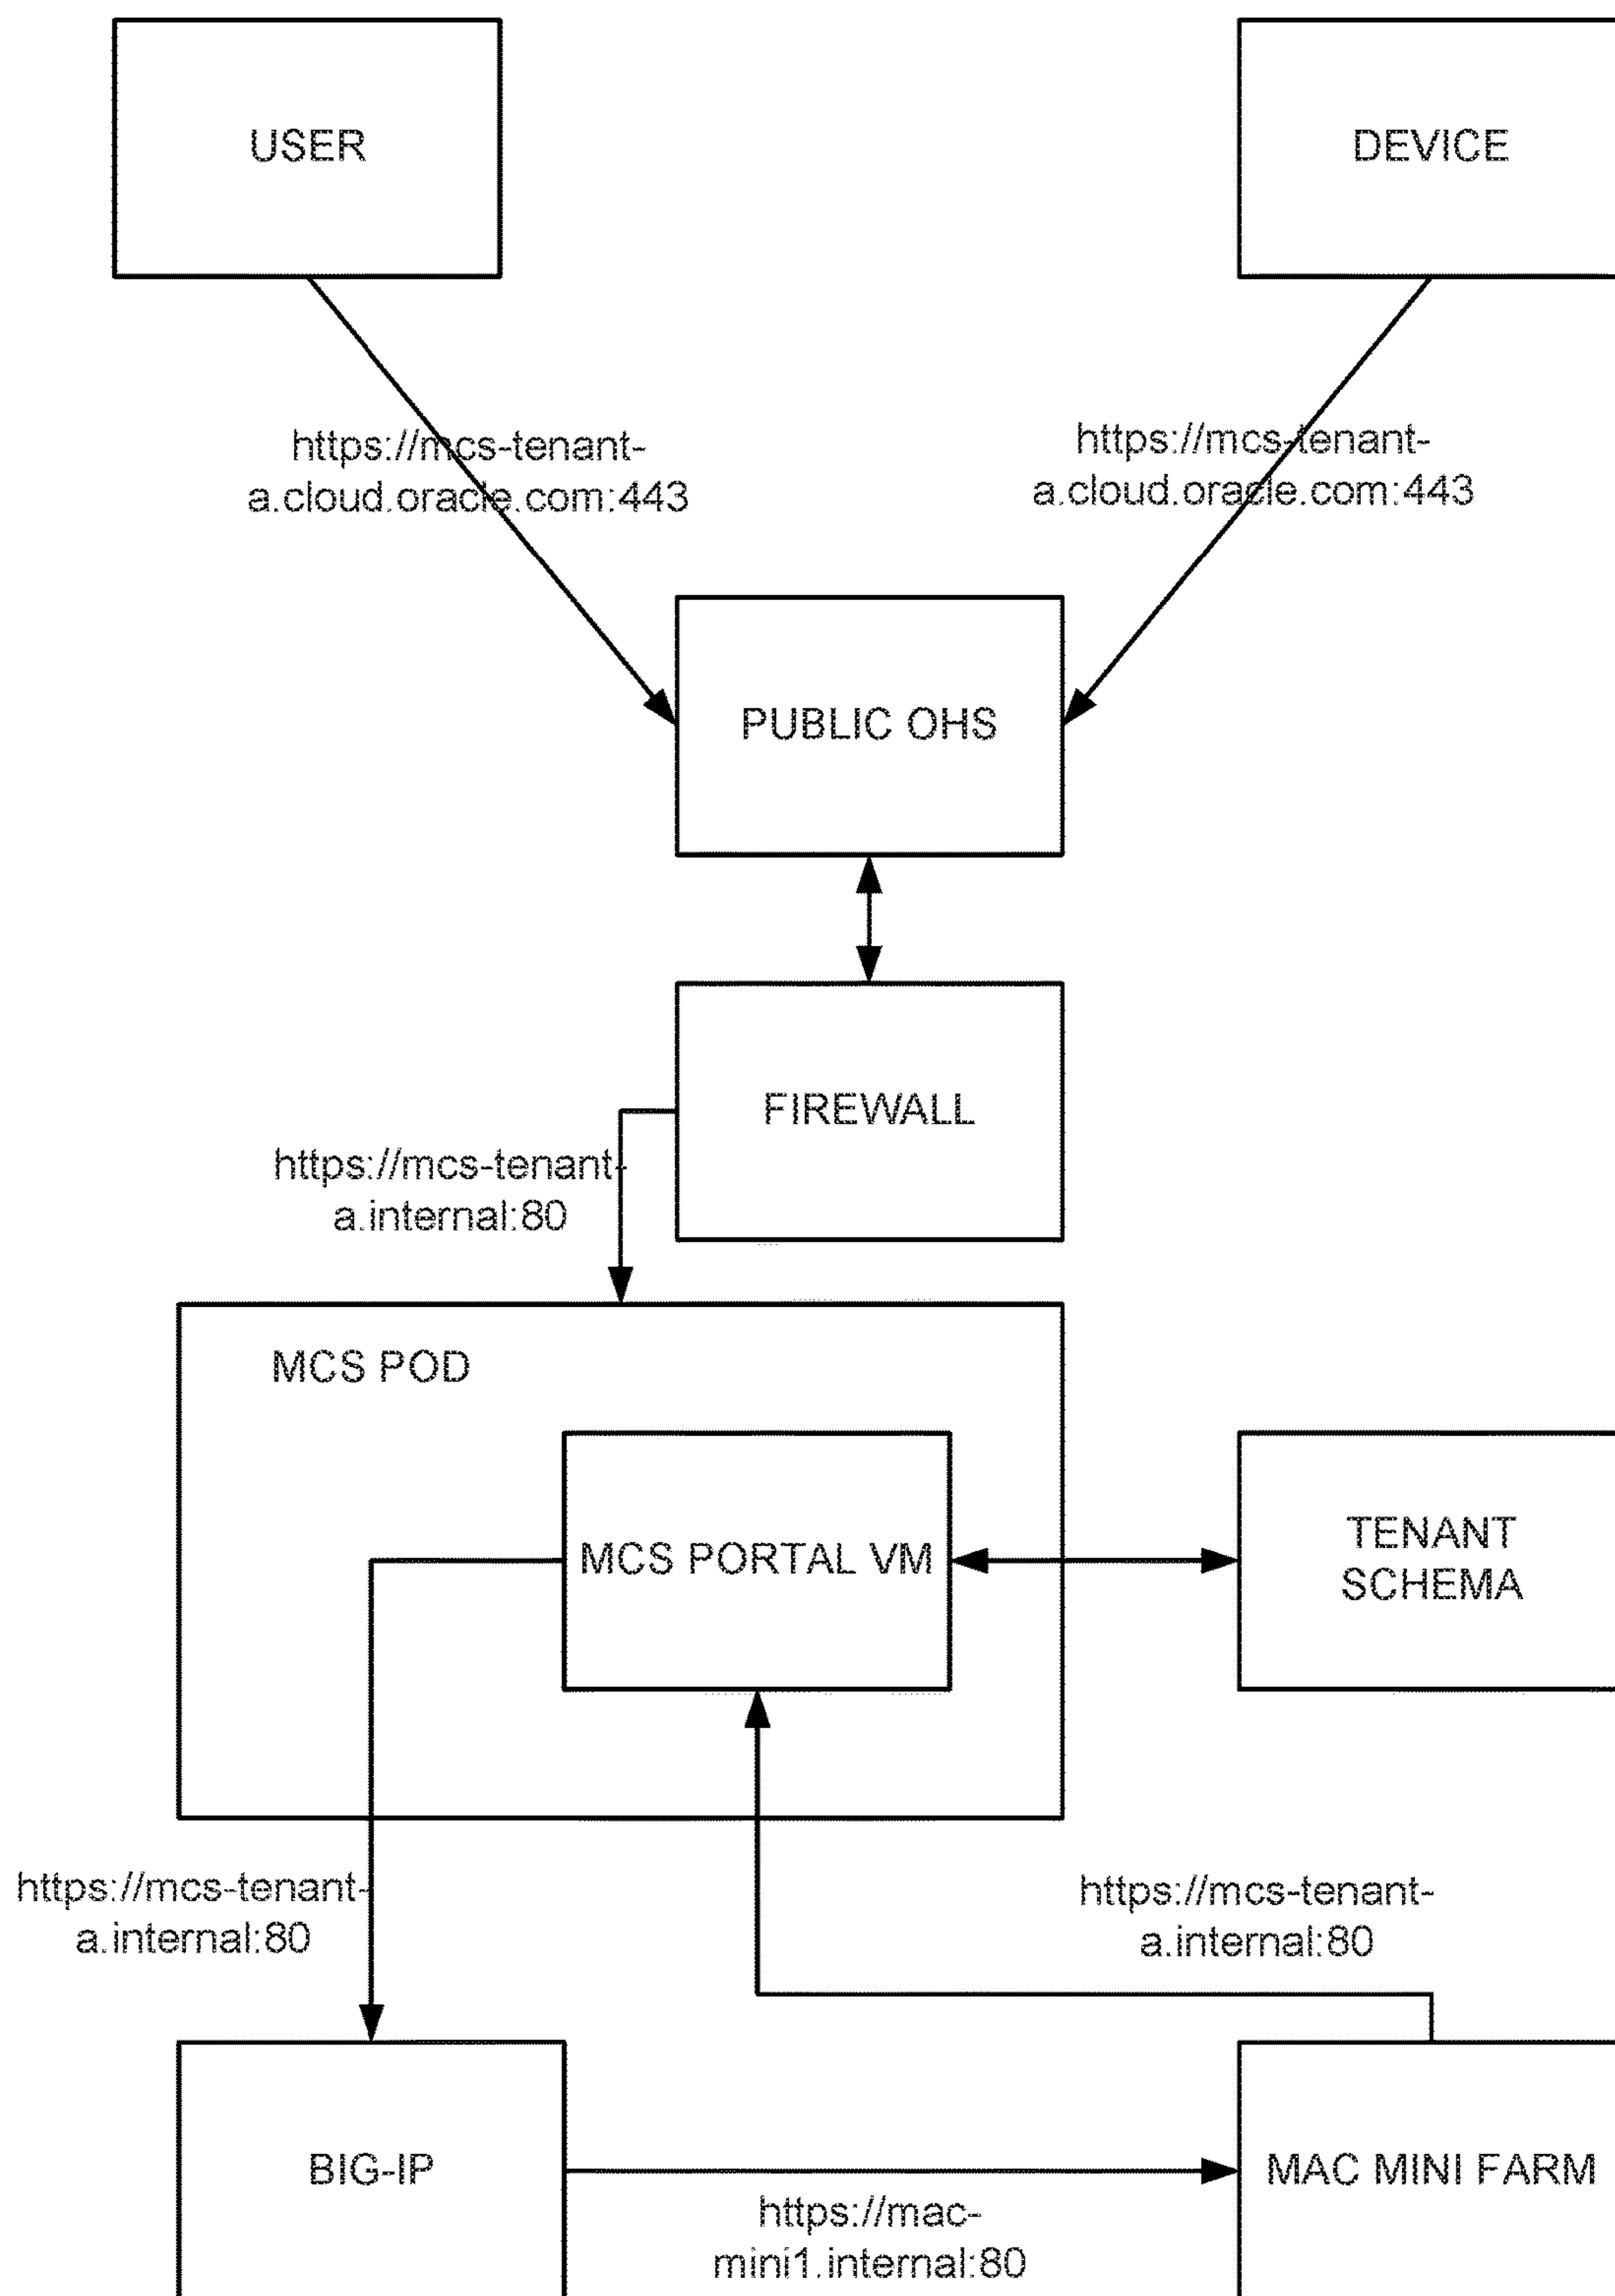 USER
DEVICE
https://mcs-tenant-
a.cloud.oracle.com:443
https://mcs-tenant-
a.cloud.oracle.com:443
PUBLIC OHS
FIREWALL
https://mcs-tenant-
a.internal:80
MCS POD
MCS PORTAL VM
TENANT
SCHEMA
https://mcs-tenant-
a.internal:80
https://mcs-tenant-
a.internal:80
BIG-IP
MAC MINI FARM
https://mac-
mini1.internal:80